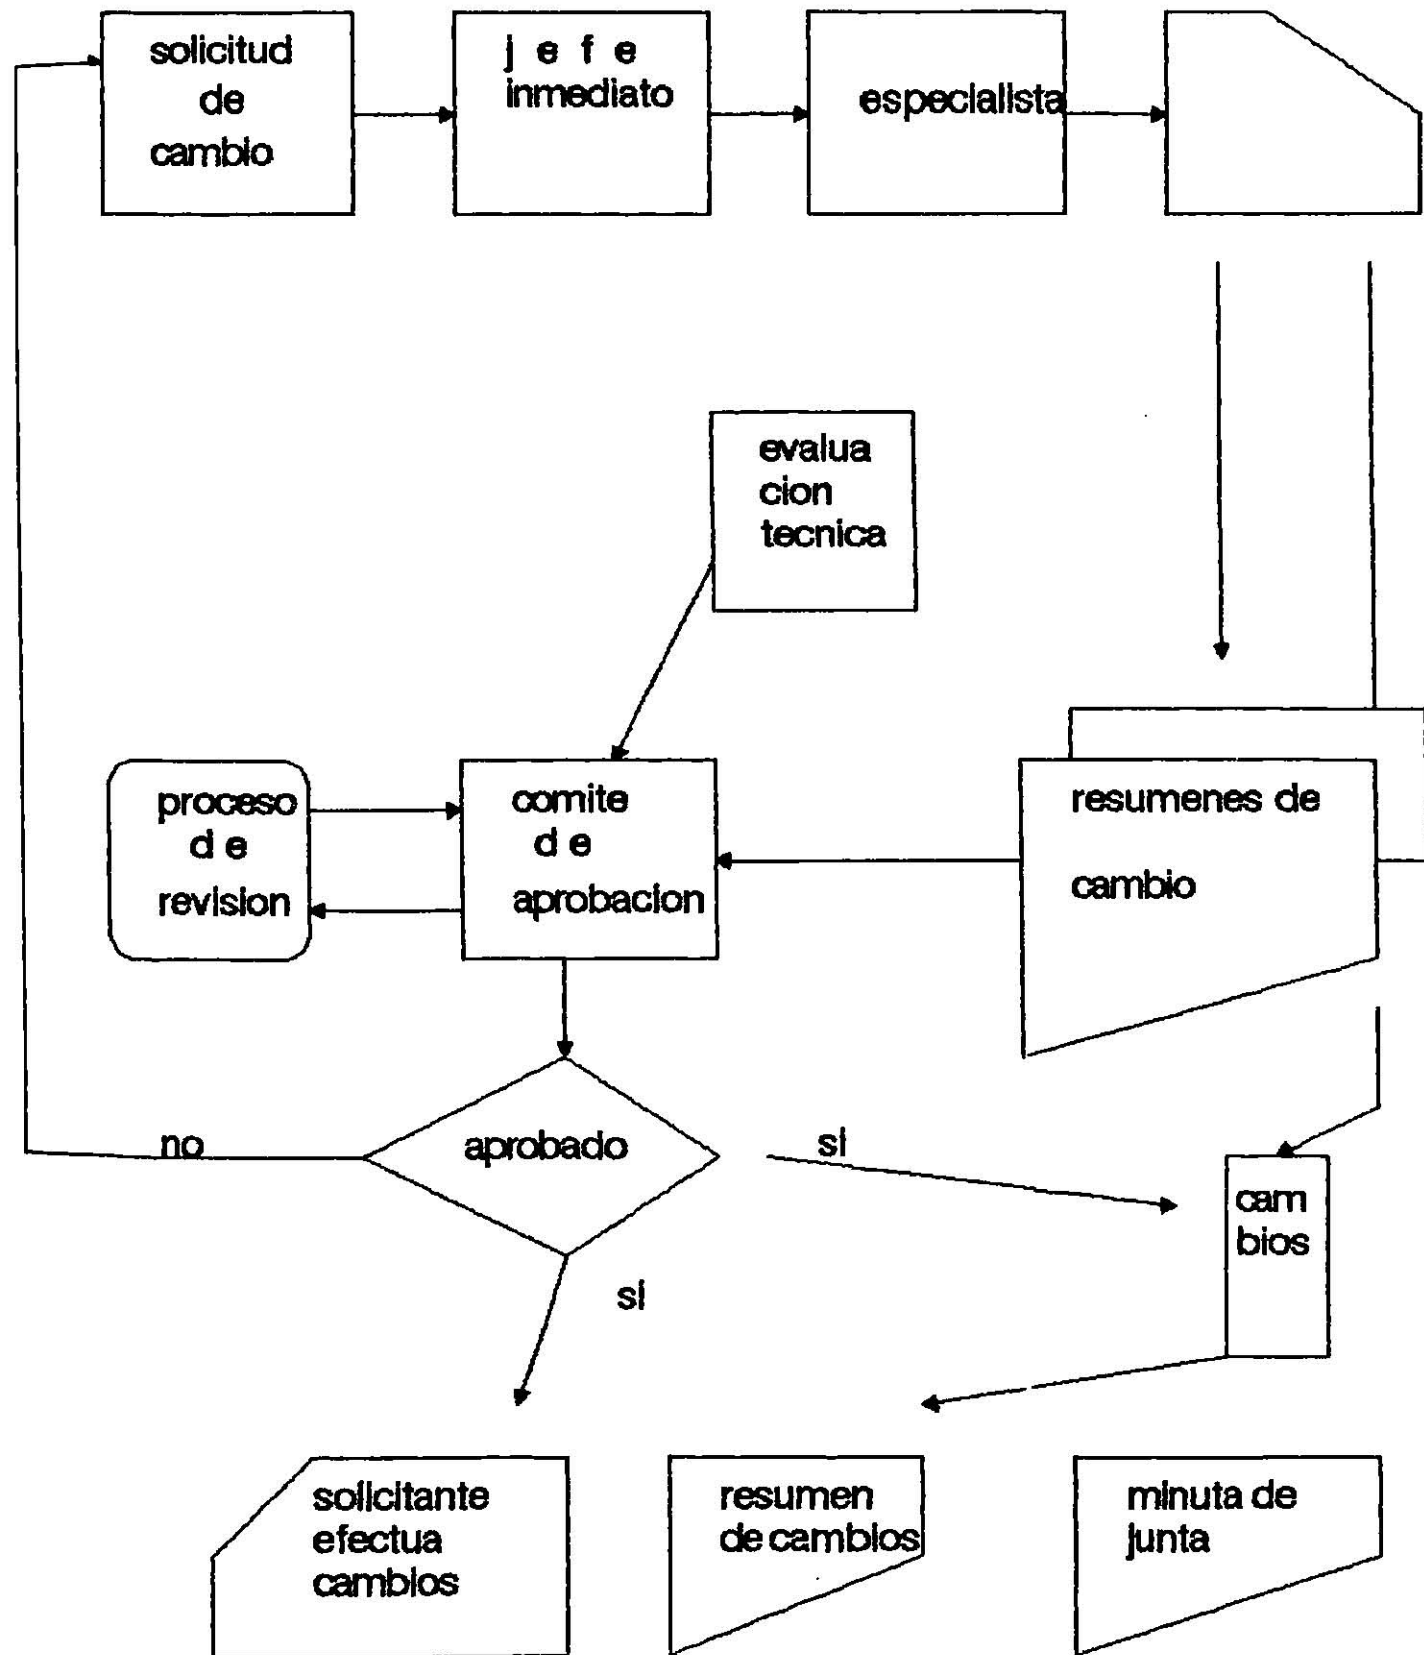 solicitud
de
cambio
j e f e
inmediato
especialista
evalua
cion
tecnica
proceso
d e
revision
comite
d e
aprobacion
resumenes de
cambio
no
aprobado
si
cam
bios
si
solicitante
efectua
cambios
resumen
de cambios
minuta de
junta